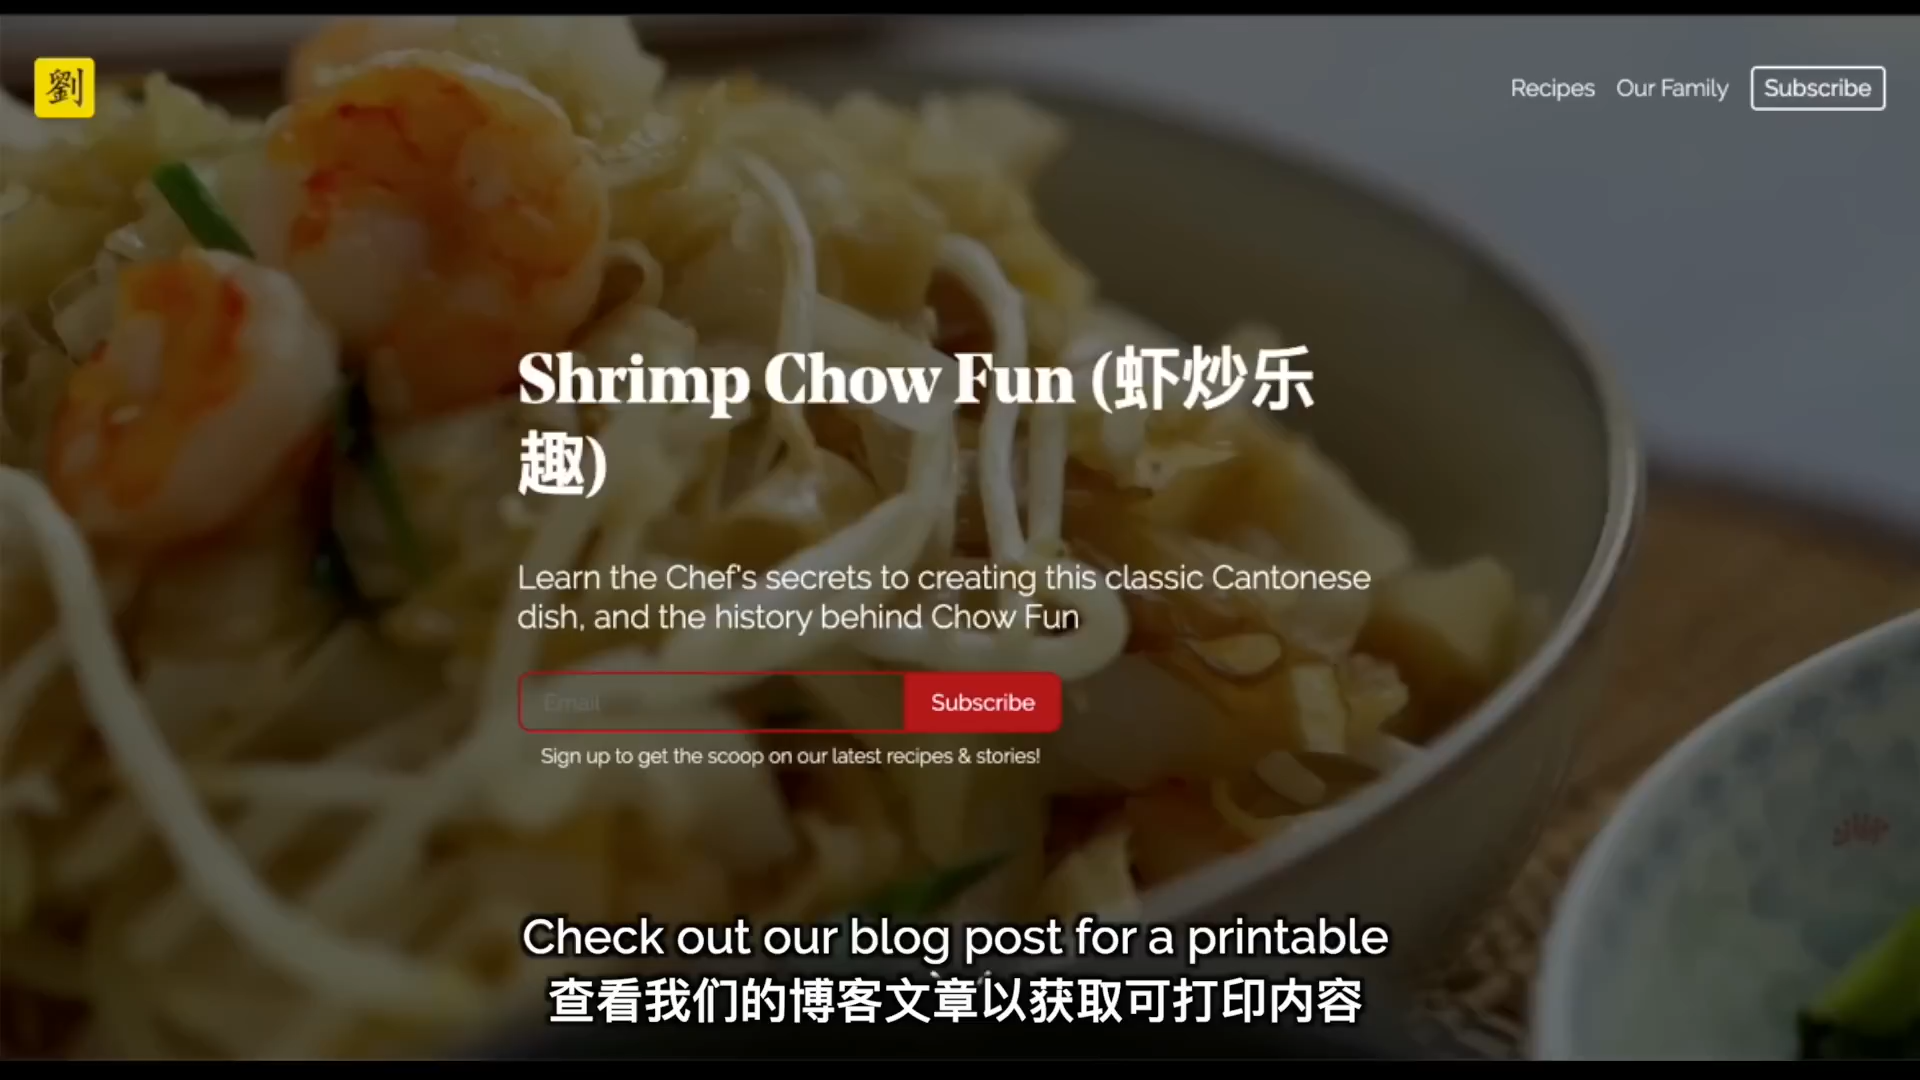 劉
Recipes Our Family Subscribe
Shrimp Chow Fun (虾炒乐
趣)
Learn the Chef's secrets to creating this classic Cantonese
dish, and the history behind Chow Fun
Email Subscribe
Sign up to get the scoop on our latest recipes & stories!
Check out our blog post for a printable
查看我们的博客文章以获取可打印内容